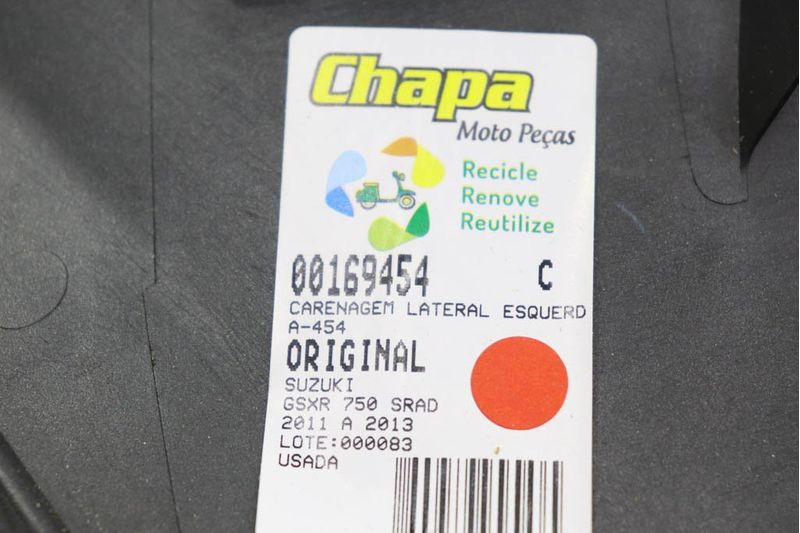 Chapa
Moto Peças
Recicle
Renove
Reutilize
00169454 C
CARENAGEM LATERAL ESQUERD
A-454
ORIGINAL
SUZUKI
GSXR 750 SRAD
2011 A 2013
LOTE:000083
USADA